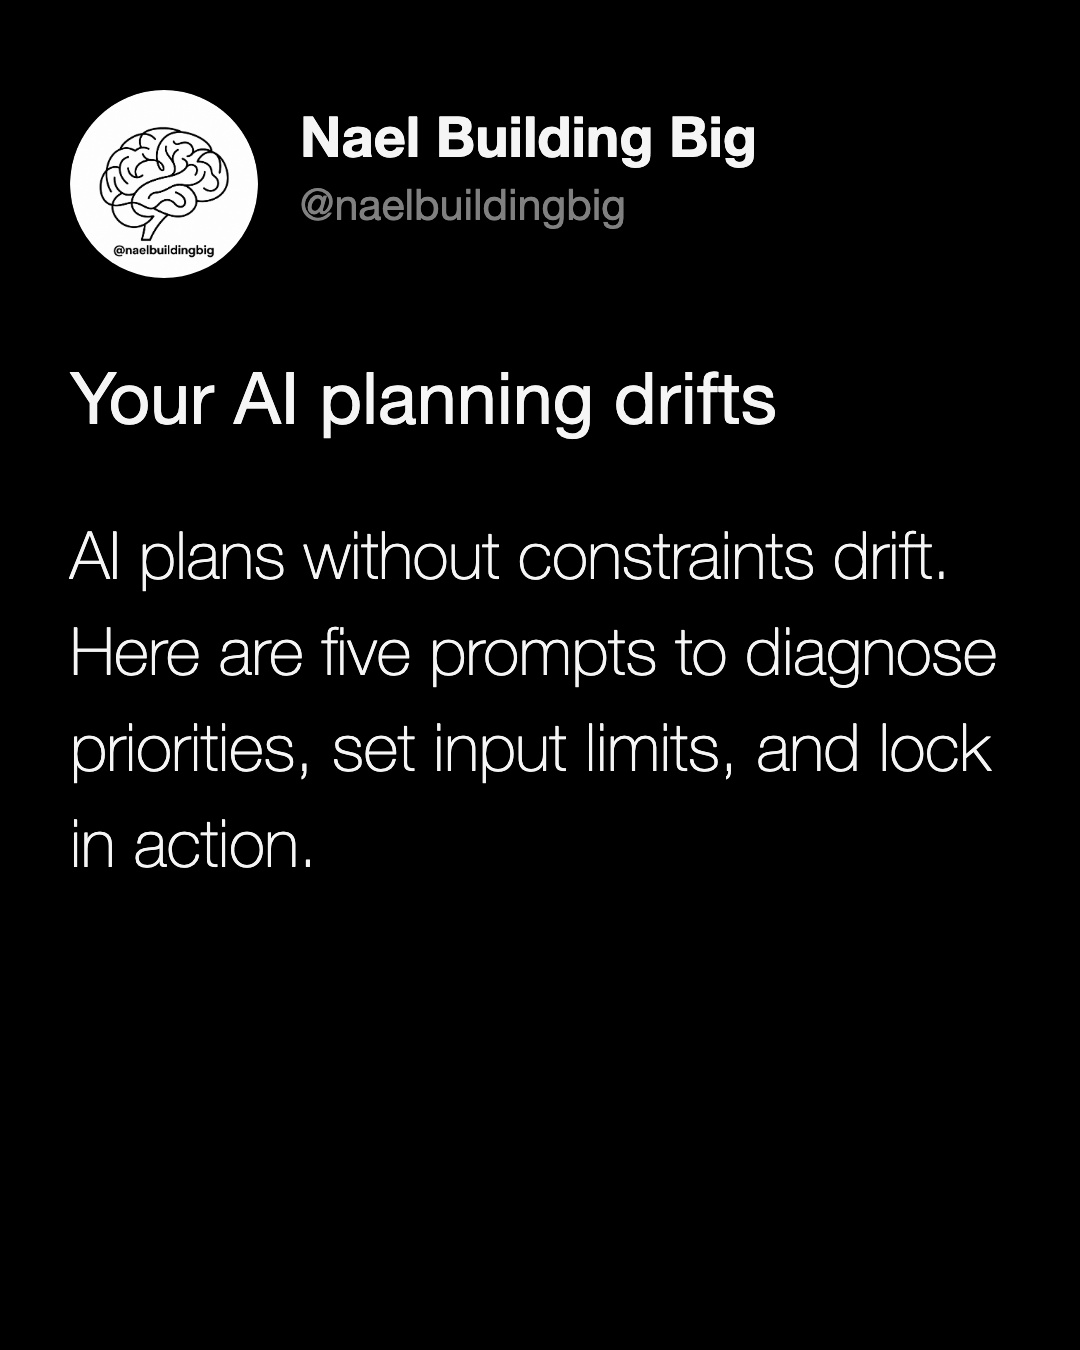 Nael Building Big
@naelbuildingbig
@naelbuildingbig
Your AI planning drifts
AI plans without constraints drift.
Here are five prompts to diagnose
priorities, set input limits, and lock
in action.